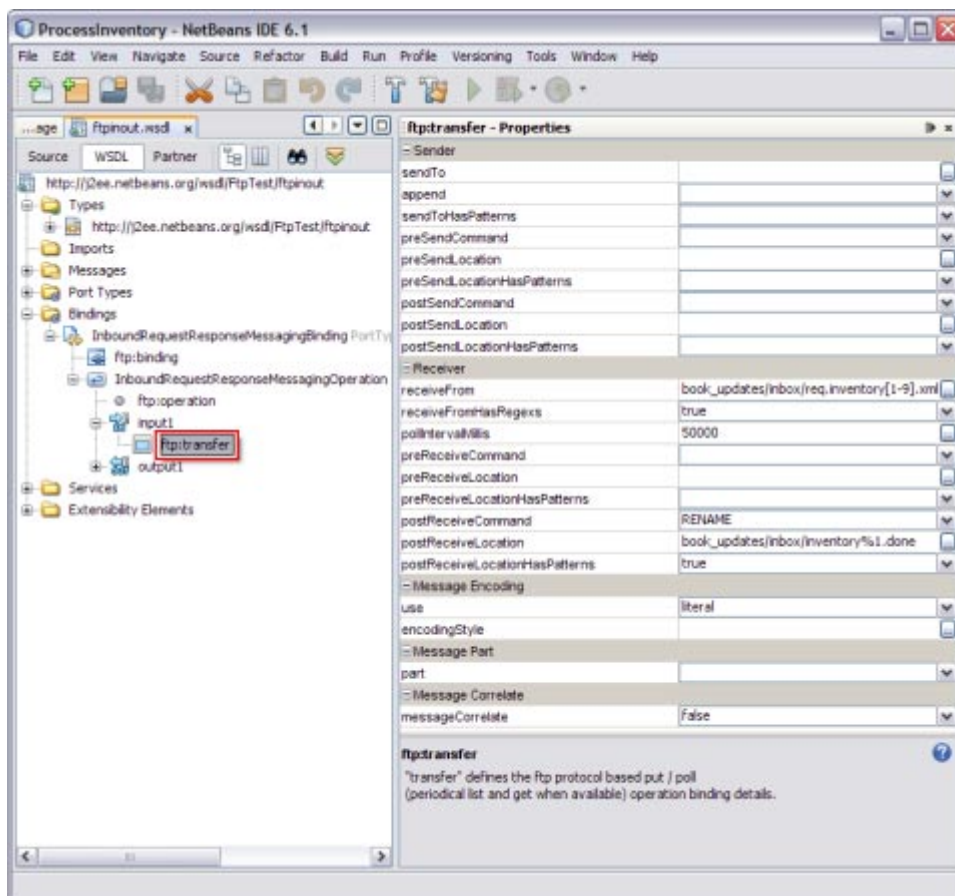 ProcessInventory - NetBeans IDE 6.1
File Edit View Navigate Source Refactor Build Run Profile Versioning Tools Window Help
...age ftpinout.wsdl x
Source WSDL Partner
http://j2ee.netbeans.org/wsdl/FtpTest/ftpinout
Types
http://j2ee.netbeans.org/wsdl/FtpTest/ftpinout
Imports
Messages
Port Types
Bindings
InboundRequestResponseMessagingBinding PortTy
ftp:binding
InboundRequestResponseMessagingOperation
ftp:operation
input1
ftp:transfer
output1
Services
Extensibility Elements
ftp:transfer - Properties
Sender
sendTo
append
sendToHasPatterns
preSendCommand
preSendLocation
preSendLocationHasPatterns
postSendCommand
postSendLocation
postSendLocationHasPatterns
Receiver
receiveFrom book_updates/inbox/req.inventory[1-9].xml
receiveFromHasRegexs true
pollIntervalMillis 50000
preReceiveCommand
preReceiveLocation
preReceiveLocationHasPatterns
postReceiveCommand RENAME
postReceiveLocation book_updates/inbox/inventory%1.done
postReceiveLocationHasPatterns true
Message Encoding
use literal
encodingStyle
Message Part
part
Message Correlate
messageCorrelate false
ftp:transfer
"transfer" defines the ftp protocol based put / poll
(periodical list and get when available) operation binding details.